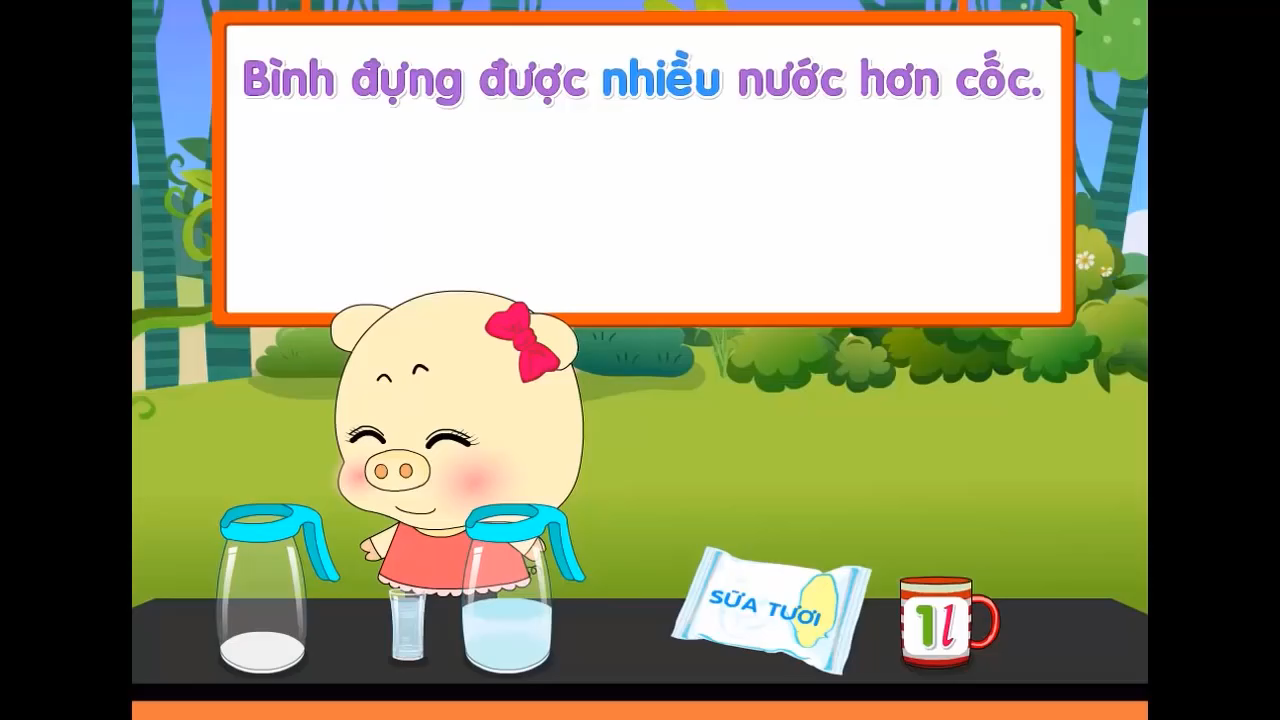 Bình đựng được nhiều nước hơn cốc.
SỮA TƯƠI
1l